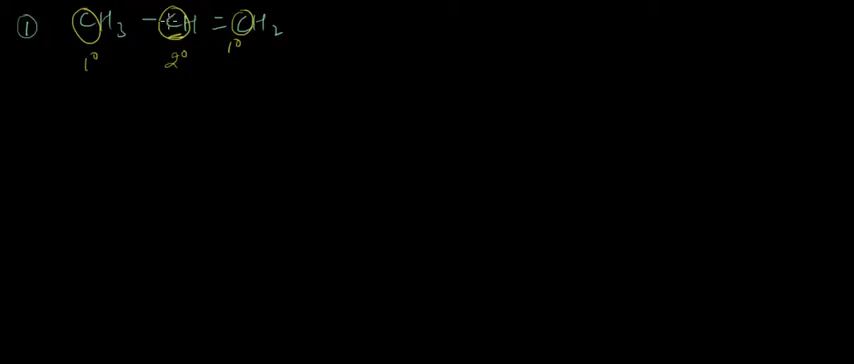 ① CH₃ – CH = CH₂
1° 2° 1°